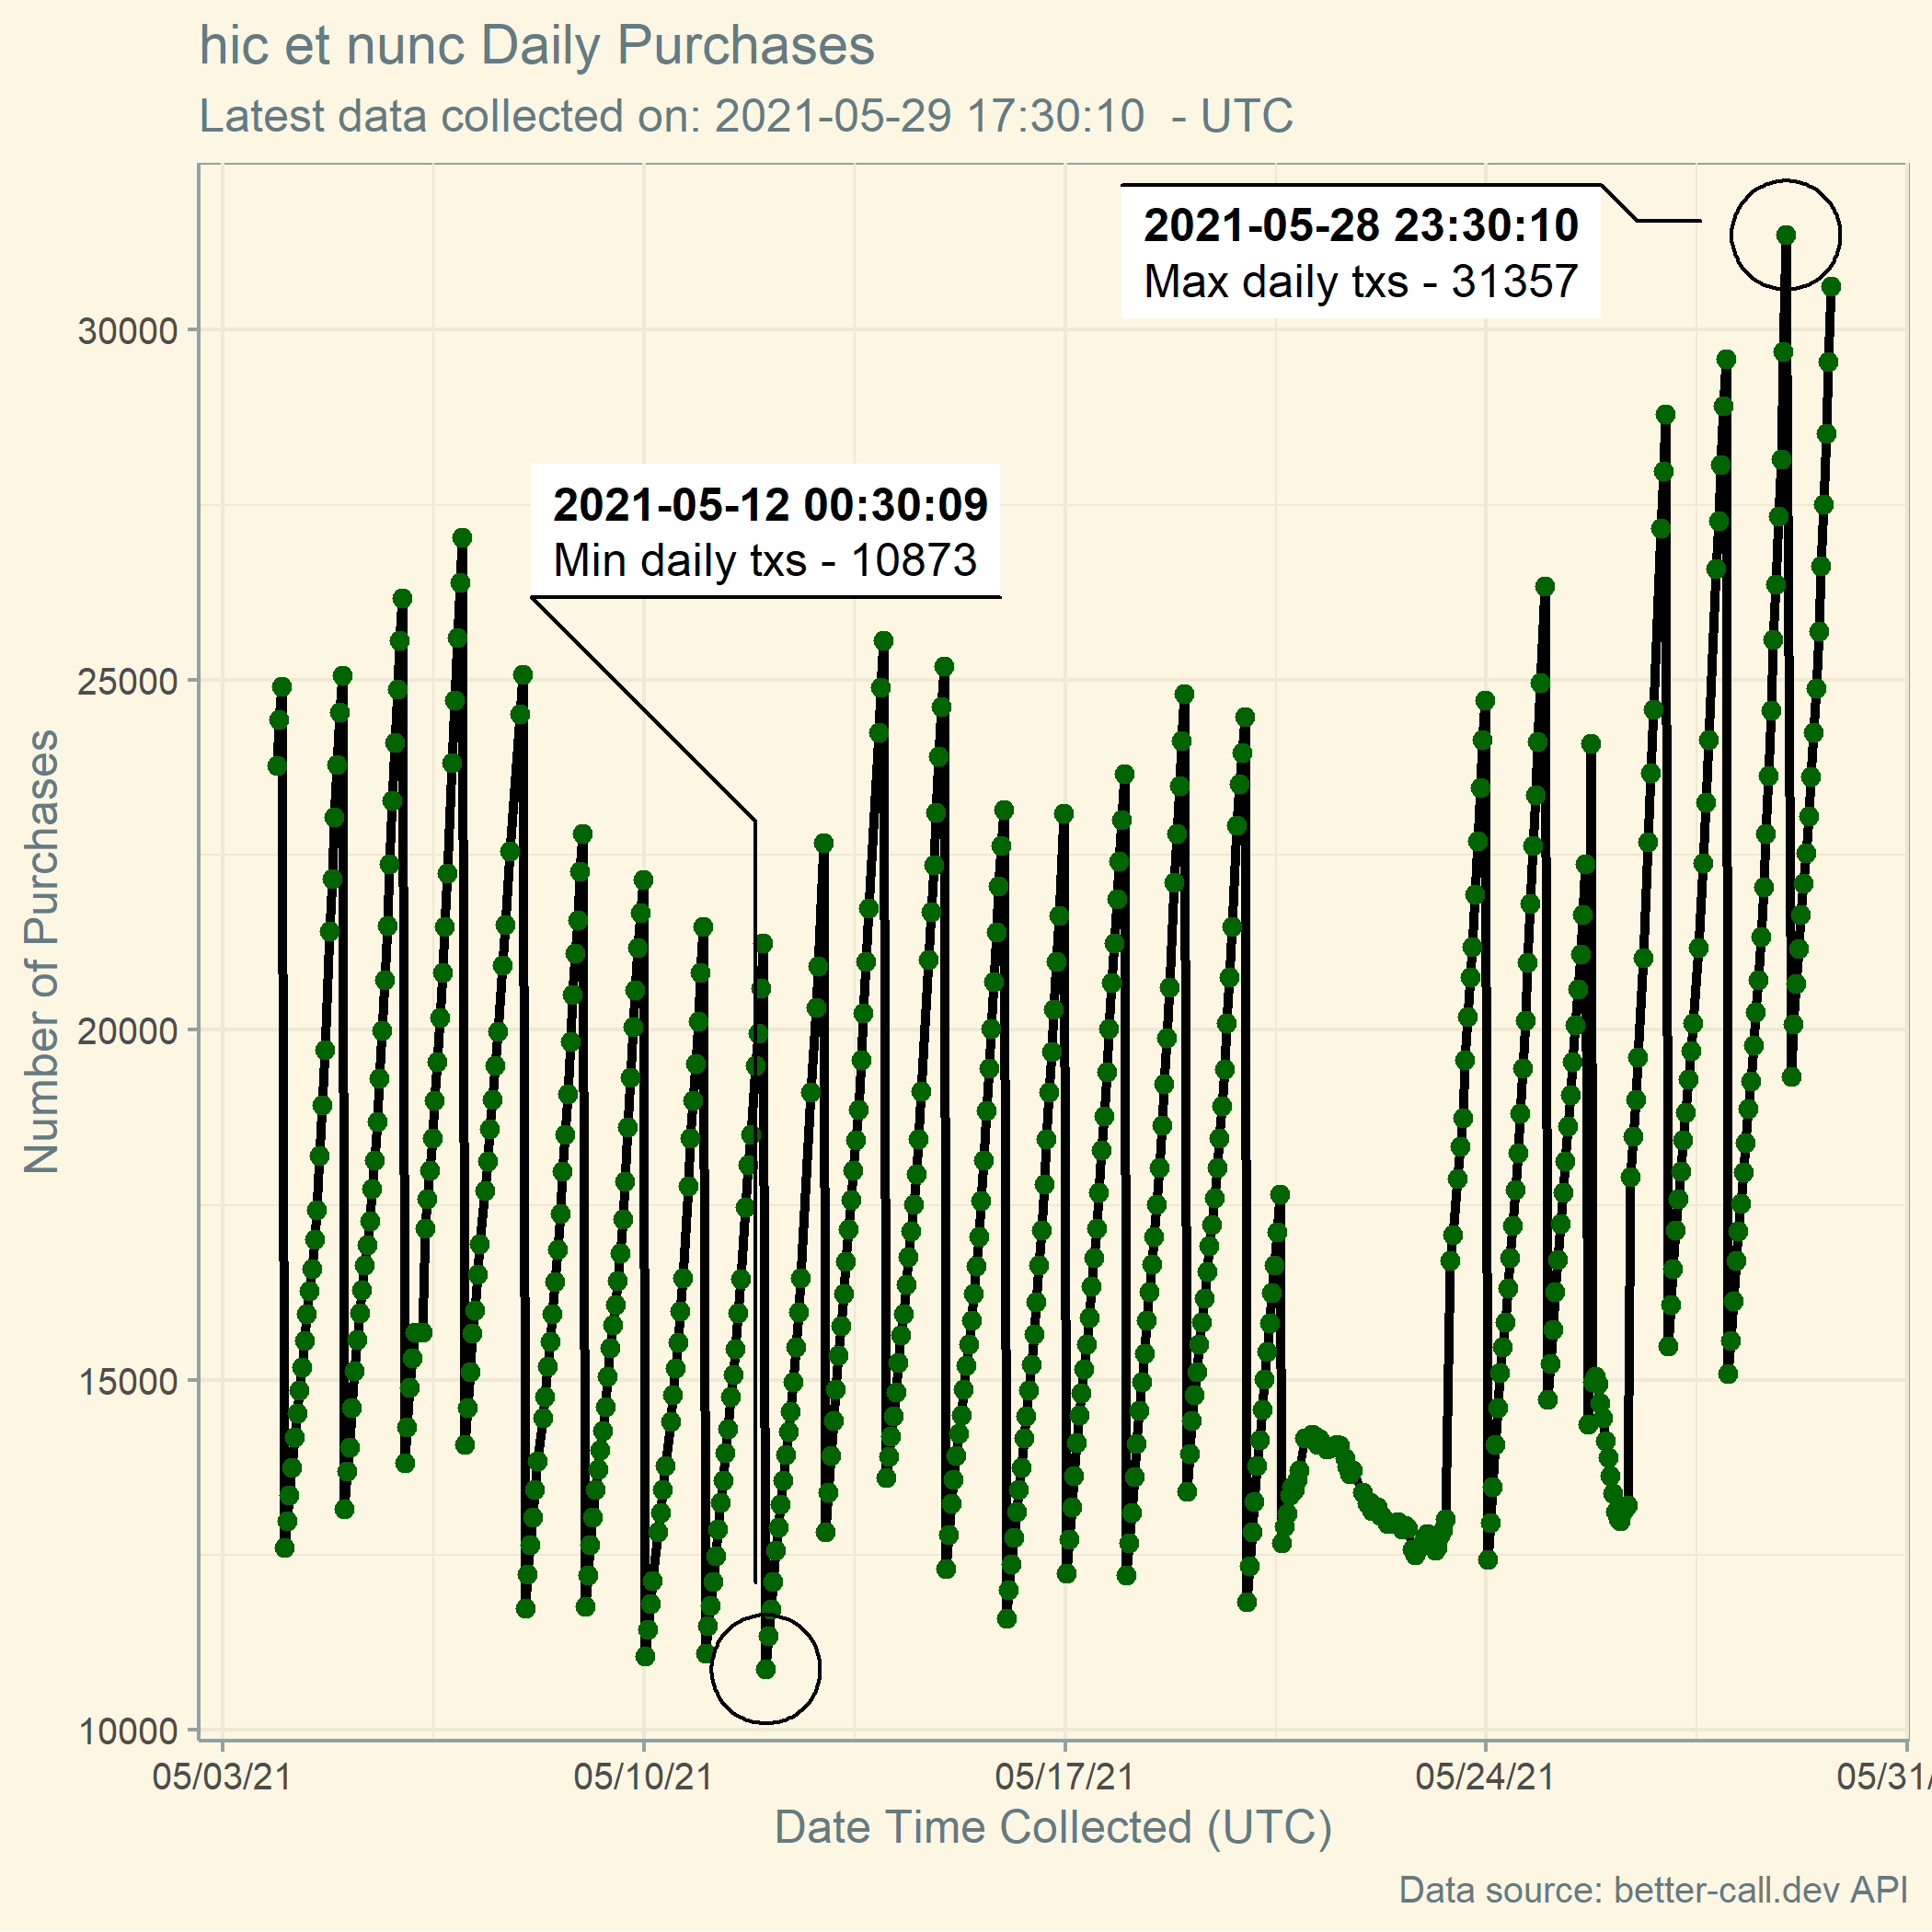 hic et nunc Daily Purchases
Latest data collected on: 2021-05-29 17:30:10 - UTC
2021-05-28 23:30:10
Max daily txs - 31357
2021-05-12 00:30:09
Min daily txs - 10873
Number of Purchases
30000
25000
20000
15000
10000
05/03/21
05/10/21
05/17/21
05/24/21
05/31/
Date Time Collected (UTC)
Data source: better-call.dev API